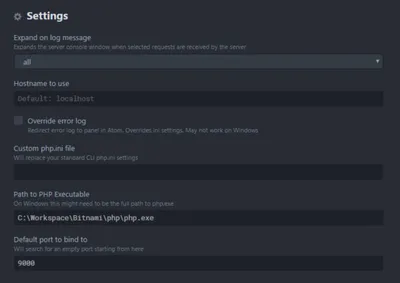 Settings
Expand on log message
Expands the server console window when selected requests are received by the server
all
Hostname to use
Default: localhost
Override error log
Redirect error log to panel in Atom. Overrides ini settings. May not work on Windows
Custom php.ini file
Will replace your standard CLI php.ini settings
Path to PHP Executable
On Windows this might need to be the full path to php.exe
C:\Workspace\Bitnami\php\php.exe
Default port to bind to
Will search for an empty port starting from here
9000